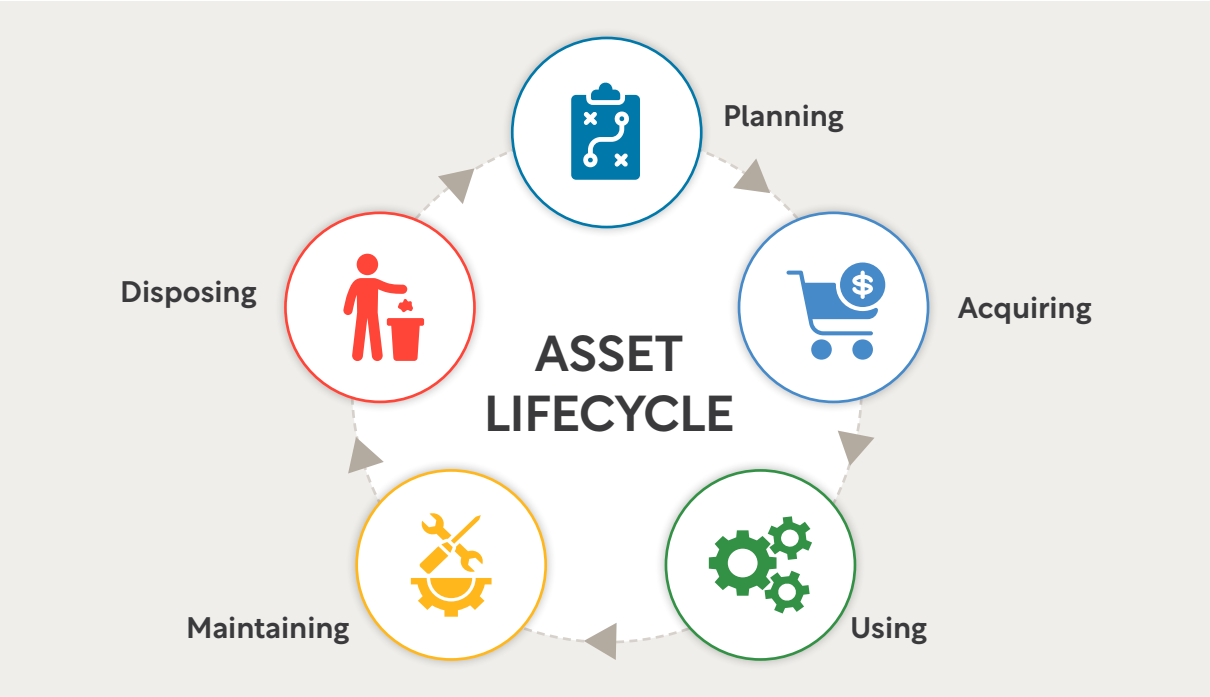 Planning
Disposing
Acquiring
$
ASSET
LIFECYCLE
Maintaining
Using